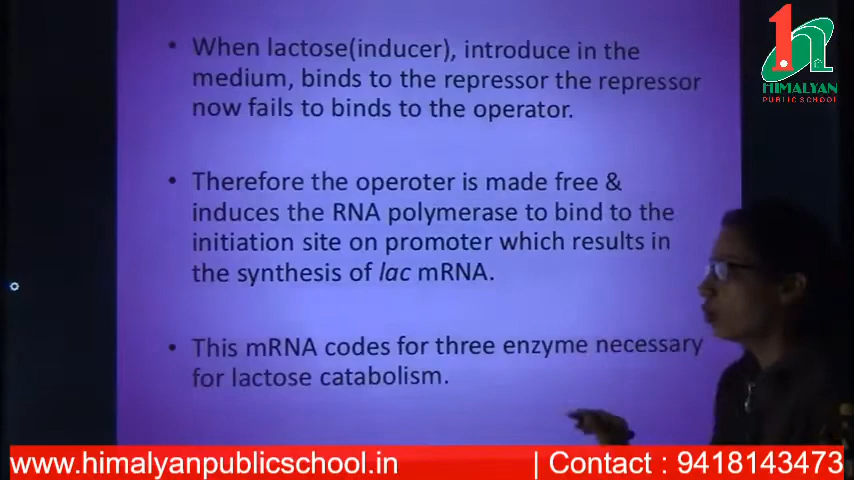 • When lactose(inducer), introduce in the
medium, binds to the repressor the repressor
now fails to binds to the operator.
• Therefore the operoter is made free &
induces the RNA polymerase to bind to the
initiation site on promoter which results in
the synthesis of lac mRNA.
• This mRNA codes for three enzyme necessary
for lactose catabolism.
HIMALYAN
PUBLIC SCHOOL
www.himalyanpublicschool.in | Contact : 9418143473